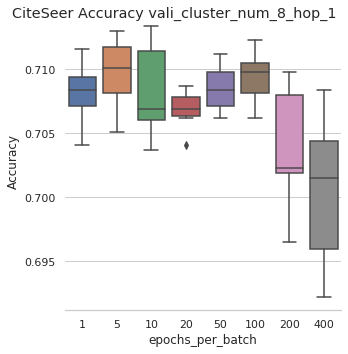 CiteSeer Accuracy vali_cluster_num_8_hop_1
0.710
0.705
0.700
0.695
Accuracy
1 5 10 20 50 100 200 400
epochs_per_batch